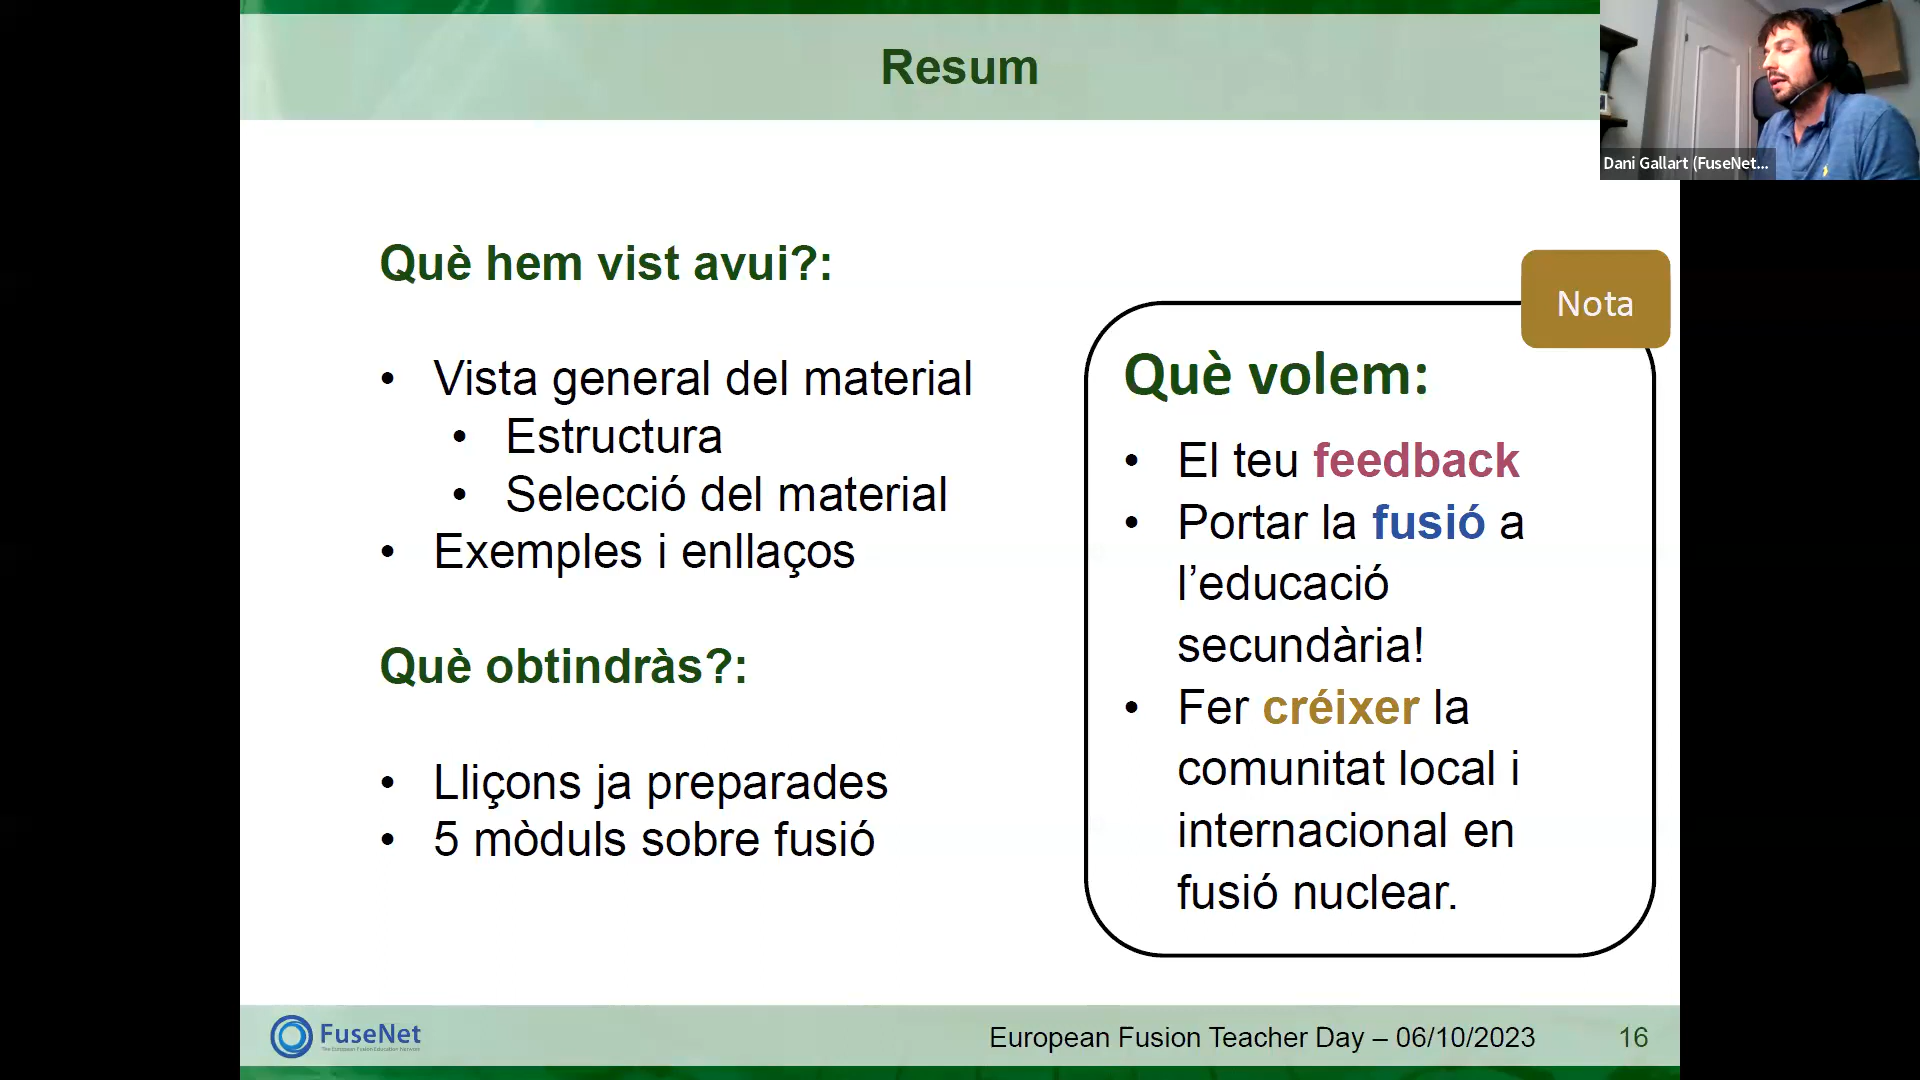 Resum
Dani Gallart (FuseNet...
Què hem vist avui?:
• Vista general del material
• Estructura
• Selecció del material
• Exemples i enllaços
Què obtindràs?:
• Lliçons ja preparades
• 5 mòduls sobre fusió
Nota
Què volem:
• El teu feedback
• Portar la fusió a
l’educació
secundària!
• Fer créixer la
comunitat local i
internacional en
fusió nuclear.
FuseNet
The European Fusion Education Network
European Fusion Teacher Day – 06/10/2023
16